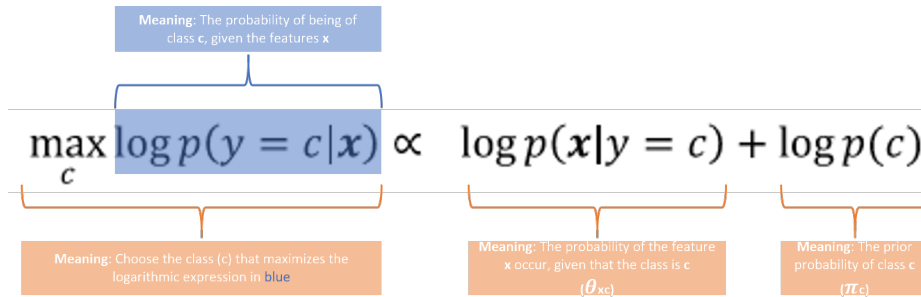 Meaning: The probability of being of
class c, given the features x
max log p(y = c|x) ∝ log p(x|y = c) + log p(c)
c
Meaning: Choose the class (c) that maximizes the
logarithmic expression in blue
Meaning: The probability of the feature
x occur, given that the class is c
(θxc)
Meaning: The prior
probability of class c
(πc)